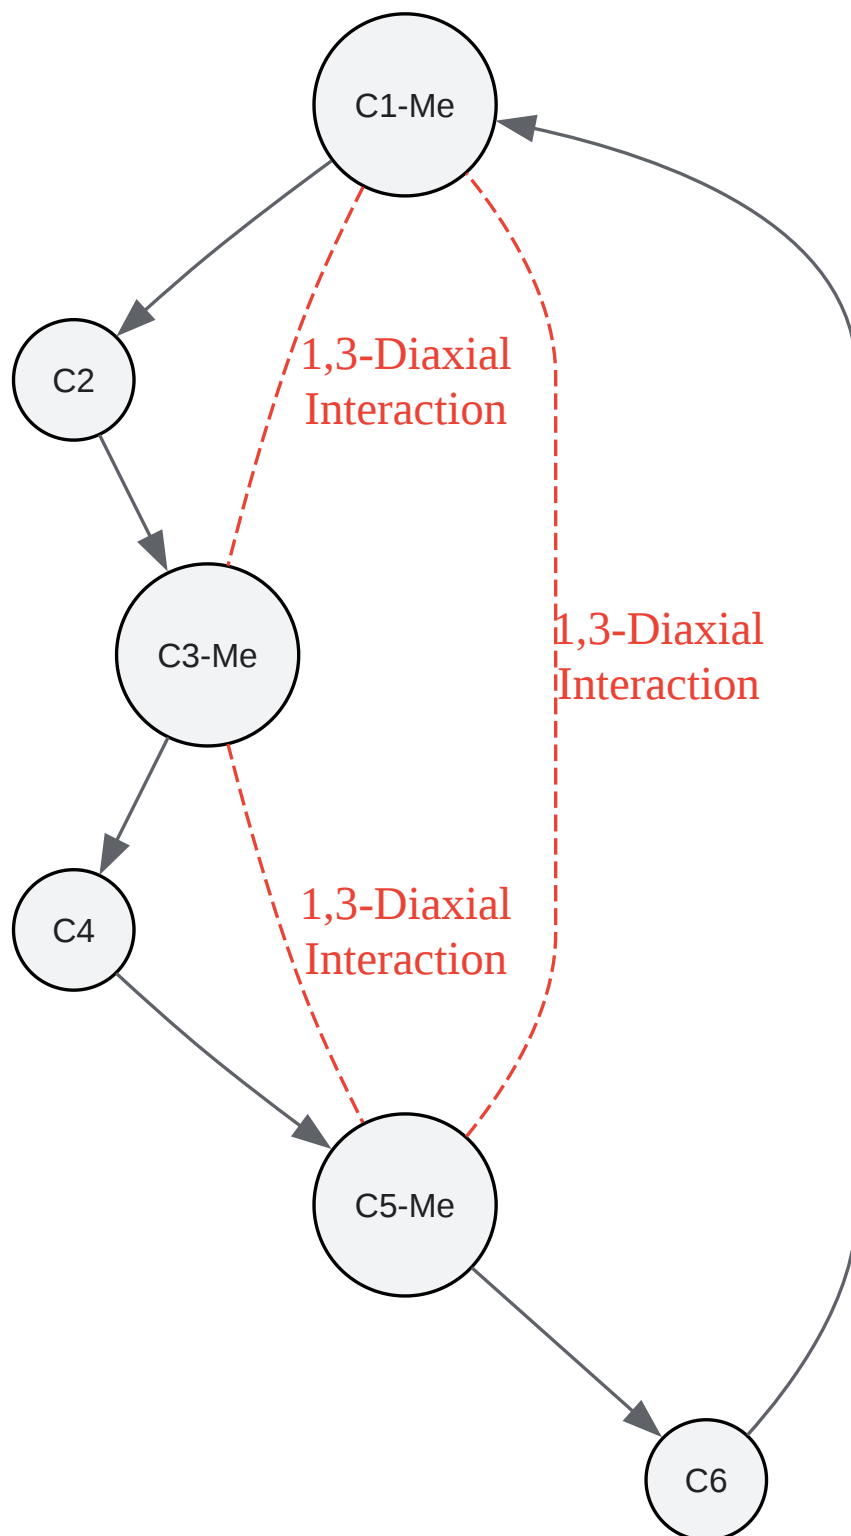 C1-Me
1,3-Diaxial
Interaction
C2
1,3-Diaxial
Interaction
C3-Me
1,3-Diaxial
Interaction
C4
C5-Me
C6